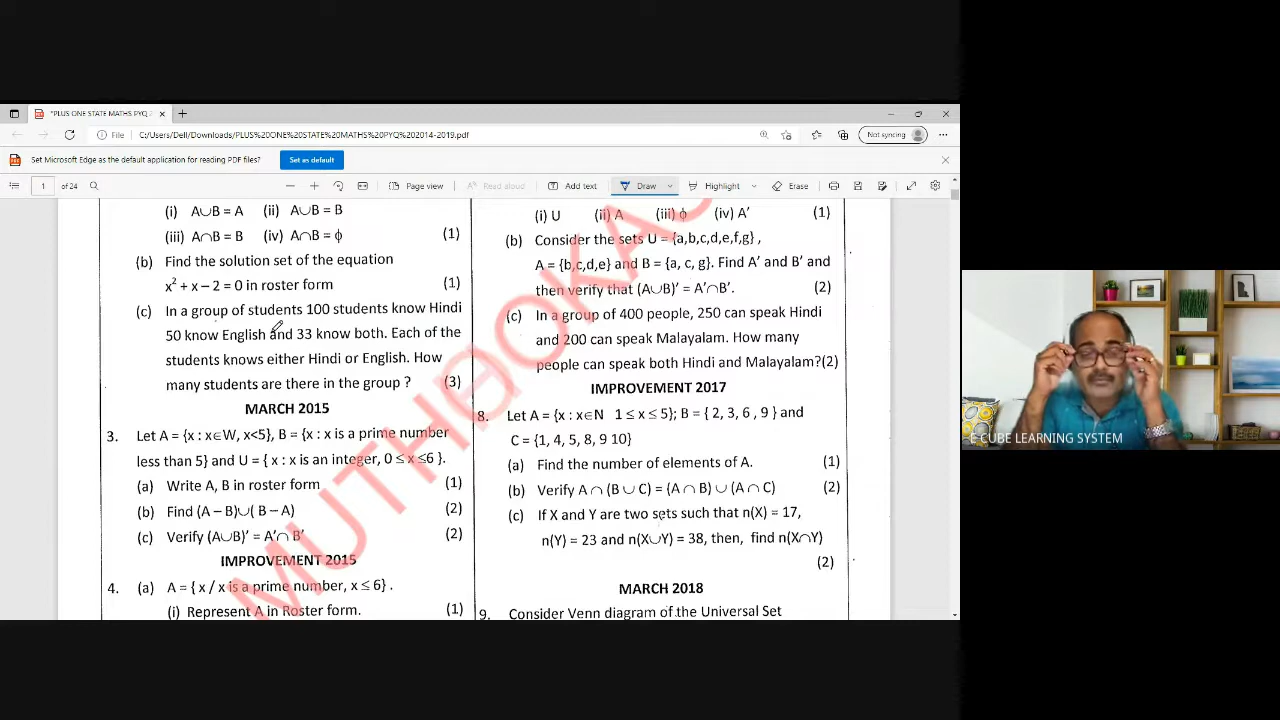 *PLUS ONE STATE MATHS PYQ 2
File
C:/Users/Dell/Downloads/PLUS%20ONE%20STATE%20MATHS%20PYQ%202014-2019.pdf
Not syncing
Set Microsoft Edge as the default application for reading PDF files?
Set as default
1 of 24
Page view
Read aloud
Add text
Draw
Highlight
Erase
(i) A∪B = A (ii) A∪B = B
(iii) A∩B = B (iv) A∩B = ϕ (1)
(b) Find the solution set of the equation
x² + x – 2 = 0 in roster form (1)
(c) In a group of students 100 students know Hindi
50 know English and 33 know both. Each of the
students knows either Hindi or English. How
many students are there in the group ? (3)
MARCH 2015
3. Let A = {x : x∈W, x<5}, B = {x : x is a prime number
less than 5} and U = { x : x is an integer, 0 ≤ x ≤6 }.
(a) Write A, B in roster form (1)
(b) Find (A – B)∪( B – A) (2)
(c) Verify (A∪B)′ = A′∩ B′ (2)
IMPROVEMENT 2015
4. (a) A = { x / x is a prime number, x ≤ 6} .
(i) Represent A in Roster form. (1)
(i) U (ii) A (iii) ϕ (iv) A′ (1)
(b) Consider the sets U = {a,b,c,d,e,f,g} ,
A = {b,c,d,e} and B = {a, c, g}. Find A′ and B′ and
then verify that (A∪B)′ = A′∩B′. (2)
(c) In a group of 400 people, 250 can speak Hindi
and 200 can speak Malayalam. How many
people can speak both Hindi and Malayalam?(2)
IMPROVEMENT 2017
8. Let A = {x : x∈N 1 ≤ x ≤ 5}; B = { 2, 3, 6 , 9 } and
C = {1, 4, 5, 8, 9 10}
(a) Find the number of elements of A. (1)
(b) Verify A ∩ (B ∪ C) = (A ∩ B) ∪ (A ∩ C) (2)
(c) If X and Y are two sets such that n(X) = 17,
n(Y) = 23 and n(X∪Y) = 38, then, find n(X∩Y)
(2)
MARCH 2018
9. Consider Venn diagram of the Universal Set
E CUBE LEARNING SYSTEM